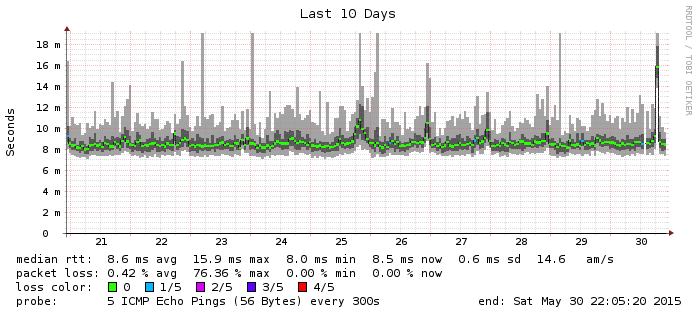 Last 10 Days
RRDTOOL / TOBI OETIKER
Seconds
18 m
16 m
14 m
12 m
10 m
8 m
6 m
4 m
2 m
0
21 22 23 24 25 26 27 28 29 30
median rtt: 8.6 ms avg 15.9 ms max 8.0 ms min 8.5 ms now 0.6 ms sd 14.6 am/s
packet loss: 0.42 % avg 76.36 % max 0.00 % min 0.00 % now
loss color: 0 1/5 2/5 3/5 4/5
probe: 5 ICMP Echo Pings (56 Bytes) every 300s end: Sat May 30 22:05:20 2015